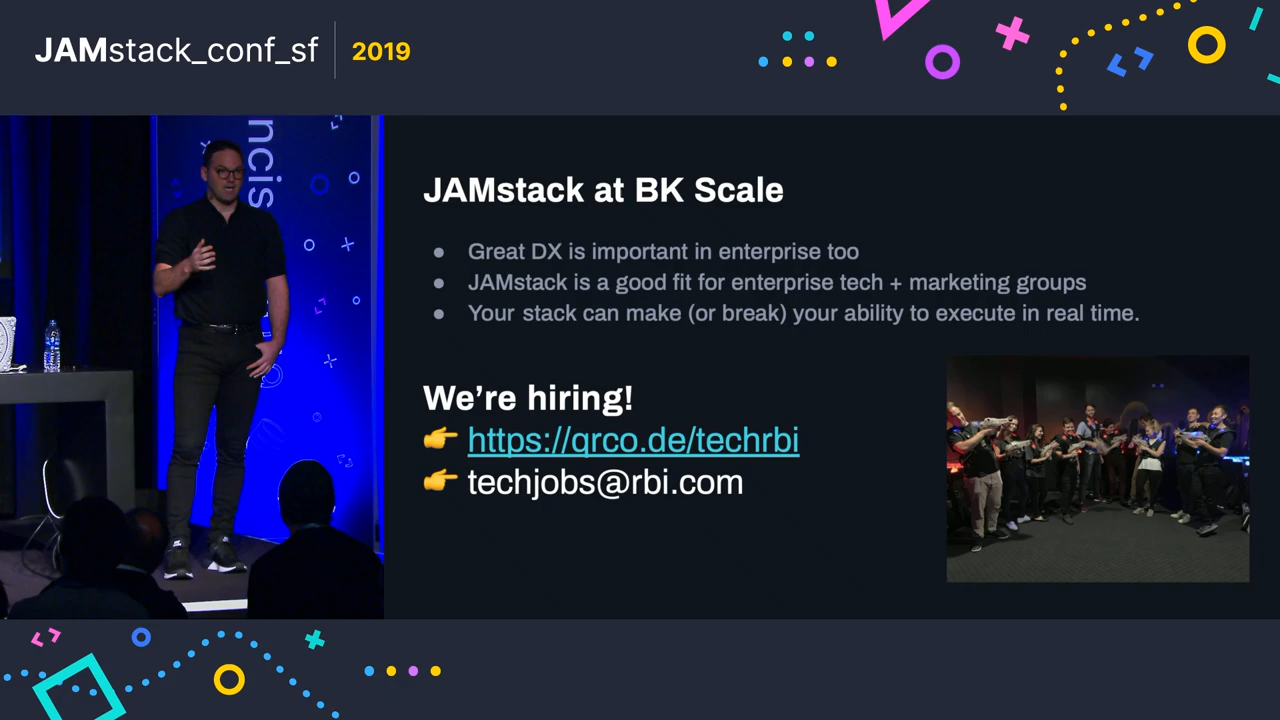 JAMstack_conf_sf 2019
ncis
JAMstack at BK Scale
● Great DX is important in enterprise too
● JAMstack is a good fit for enterprise tech + marketing groups
● Your stack can make (or break) your ability to execute in real time.
We’re hiring!
👉 https://qrco.de/techrbi
👉 techjobs@rbi.com